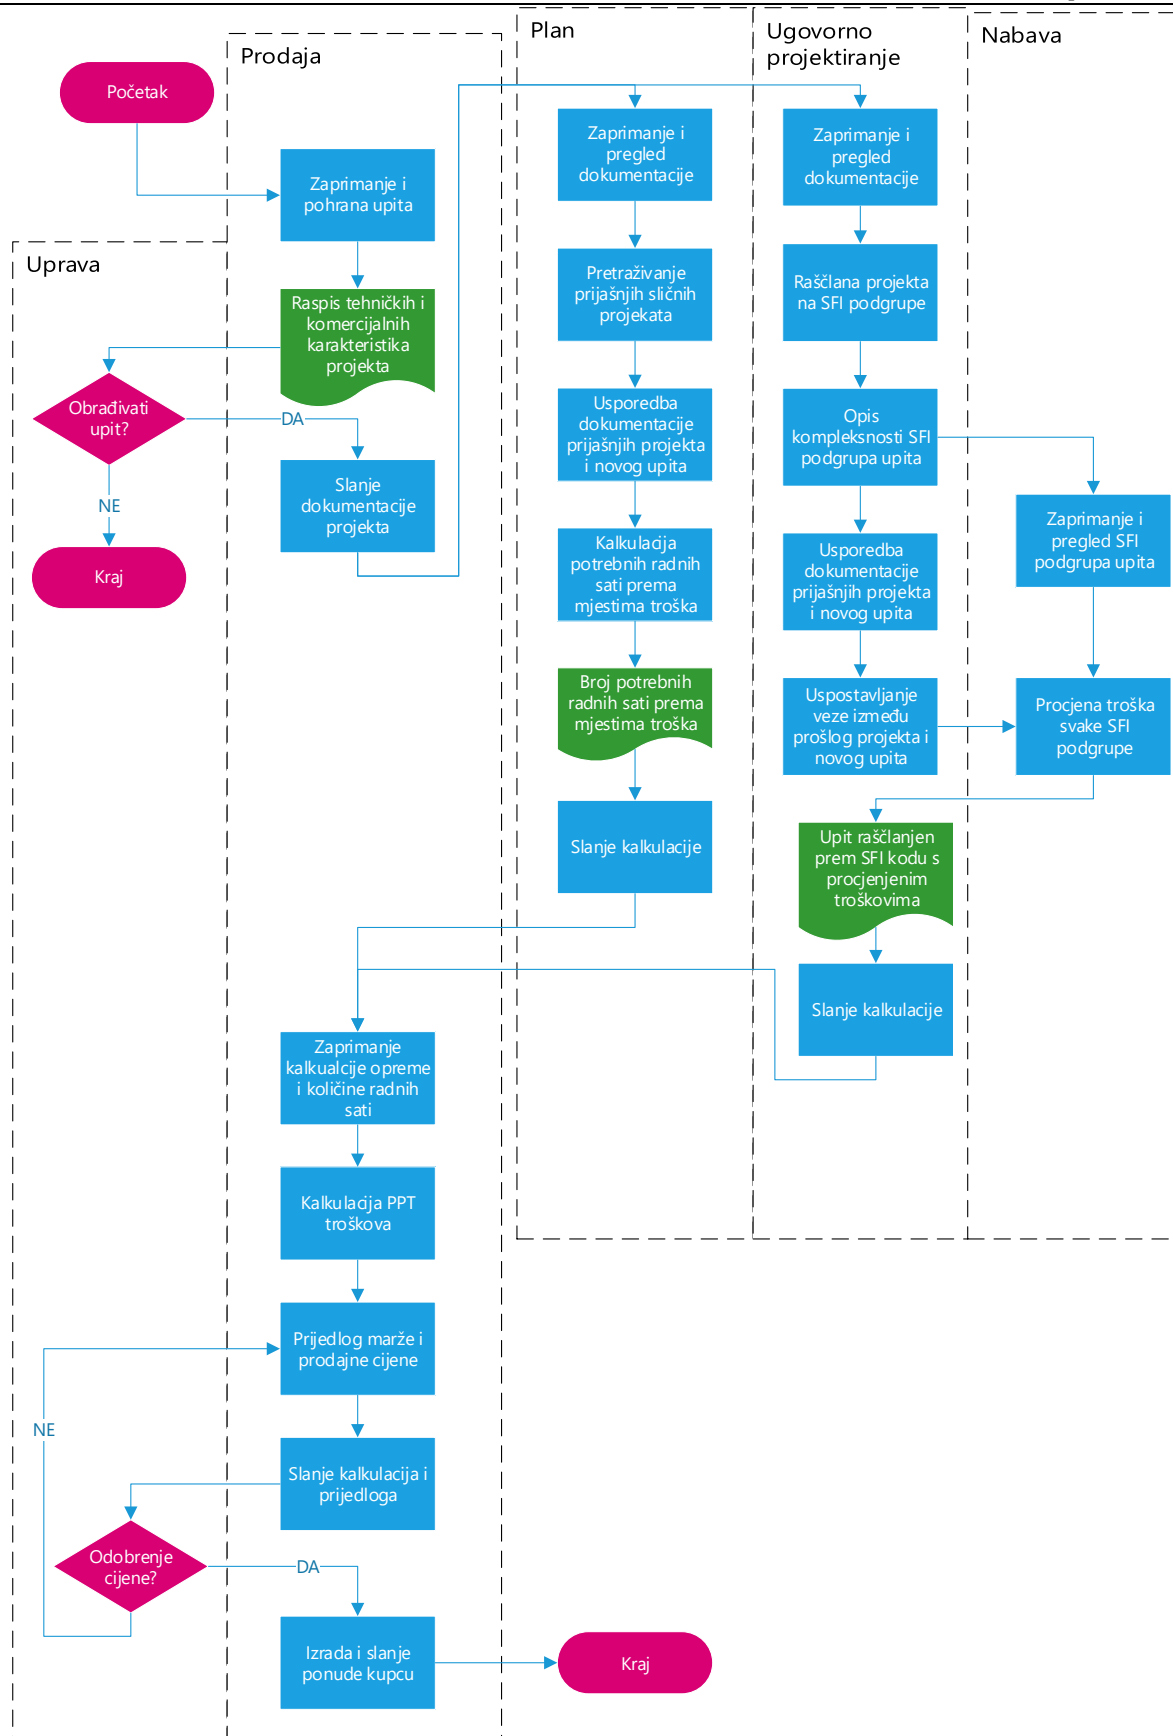 Plan
Ugovorno
projektiranje
Nabava
Prodaja
Početak
Zaprimanje i
pregled
dokumentacije
Zaprimanje i
pregled
dokumentacije
Zaprimanje i
pohrana upita
Uprava
Pretraživanje
prijašnjih sličnih
projekata
Raščlana projekta
na SFI podgrupe
Raspis tehničkih i
komercijalnih
karakteristika
projekta
Obrađivati
upit?
DA
Usporedba
dokumentacije
prijašnjih projekta
i novog upita
Opis
kompleksnosti SFI
podgrupa upita
Slanje
dokumentacije
projekta
NE
Kraj
Kalkulacija
potrebnih radnih
sati prema
mjestima troška
Usporedba
dokumentacije
prijašnjih projekta
i novog upita
Zaprimanje i
pregled SFI
podgrupa upita
Broj potrebnih
radnih sati prema
mjestima troška
Uspostavljanje
veze između
prošlog projekta i
novog upita
Procjena troška
svake SFI
podgrupe
Slanje kalkulacije
Upit raščlanjen
prem SFI kodu s
procjenjenim
troškovima
Slanje kalkulacije
Zaprimanje
kalkualcije opreme
i količine radnih
sati
Kalkulacija PPT
troškova
Prijedlog marže i
prodajne cijene
NE
Slanje kalkulacija i
prijedloga
Odobrenje
cijene?
DA
Izrada i slanje
ponude kupcu
Kraj